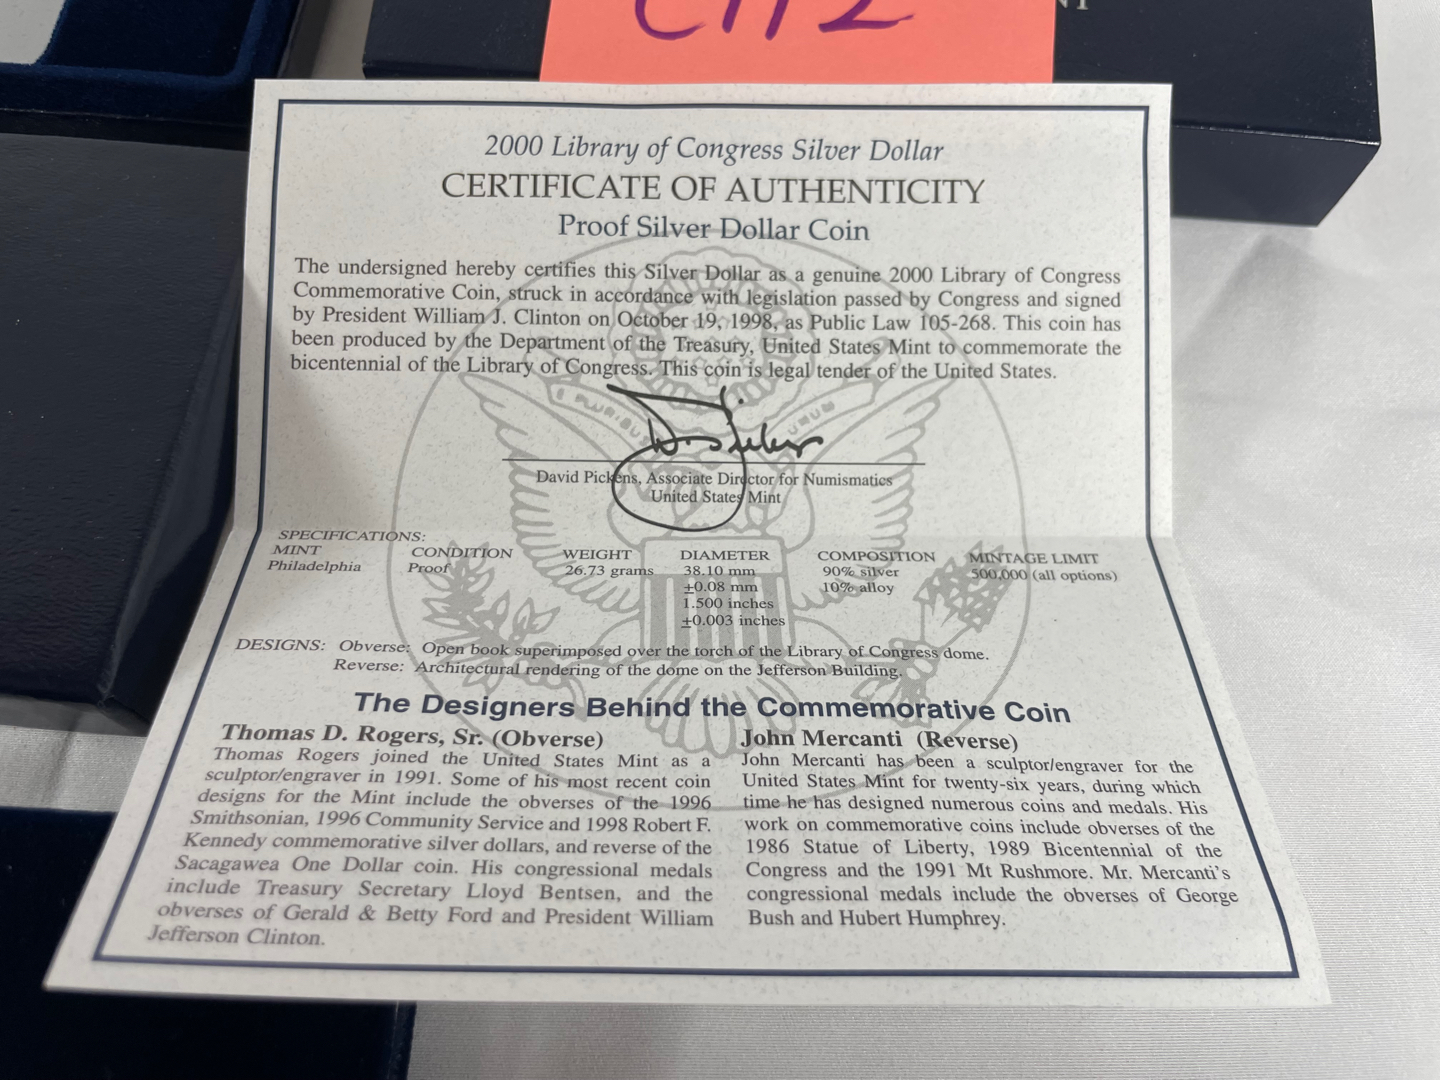 2000 Library of Congress Silver Dollar
CERTIFICATE OF AUTHENTICITY
Proof Silver Dollar Coin
The undersigned hereby certifies this Silver Dollar as a genuine 2000 Library of Congress
Commemorative Coin, struck in accordance with legislation passed by Congress and signed
by President William J. Clinton on October 19, 1998, as Public Law 105-268. This coin has
been produced by the Department of the Treasury, United States Mint to commemorate the
bicentennial of the Library of Congress. This coin is legal tender of the United States.
David Pickens, Associate Director for Numismatics
United States Mint
SPECIFICATIONS:
MINT CONDITION WEIGHT DIAMETER COMPOSITION MINTAGE LIMIT
Philadelphia Proof 26.73 grams 38.10 mm 90% silver 500,000 (all options)
±0.08 mm 10% alloy
1.500 inches
±0.003 inches
DESIGNS: Obverse: Open book superimposed over the torch of the Library of Congress dome.
Reverse: Architectural rendering of the dome on the Jefferson Building.
The Designers Behind the Commemorative Coin
Thomas D. Rogers, Sr. (Obverse)
Thomas Rogers joined the United States Mint as a
sculptor/engraver in 1991. Some of his most recent coin
designs for the Mint include the obverses of the 1996
Smithsonian, 1996 Community Service and 1998 Robert F.
Kennedy commemorative silver dollars, and reverse of the
Sacagawea One Dollar coin. His congressional medals
include Treasury Secretary Lloyd Bentsen, and the
obverses of Gerald & Betty Ford and President William
Jefferson Clinton.
John Mercanti (Reverse)
John Mercanti has been a sculptor/engraver for the
United States Mint for twenty-six years, during which
time he has designed numerous coins and medals. His
work on commemorative coins include obverses of the
1986 Statue of Liberty, 1989 Bicentennial of the
Congress and the 1991 Mt Rushmore. Mr. Mercanti's
congressional medals include the obverses of George
Bush and Hubert Humphrey.